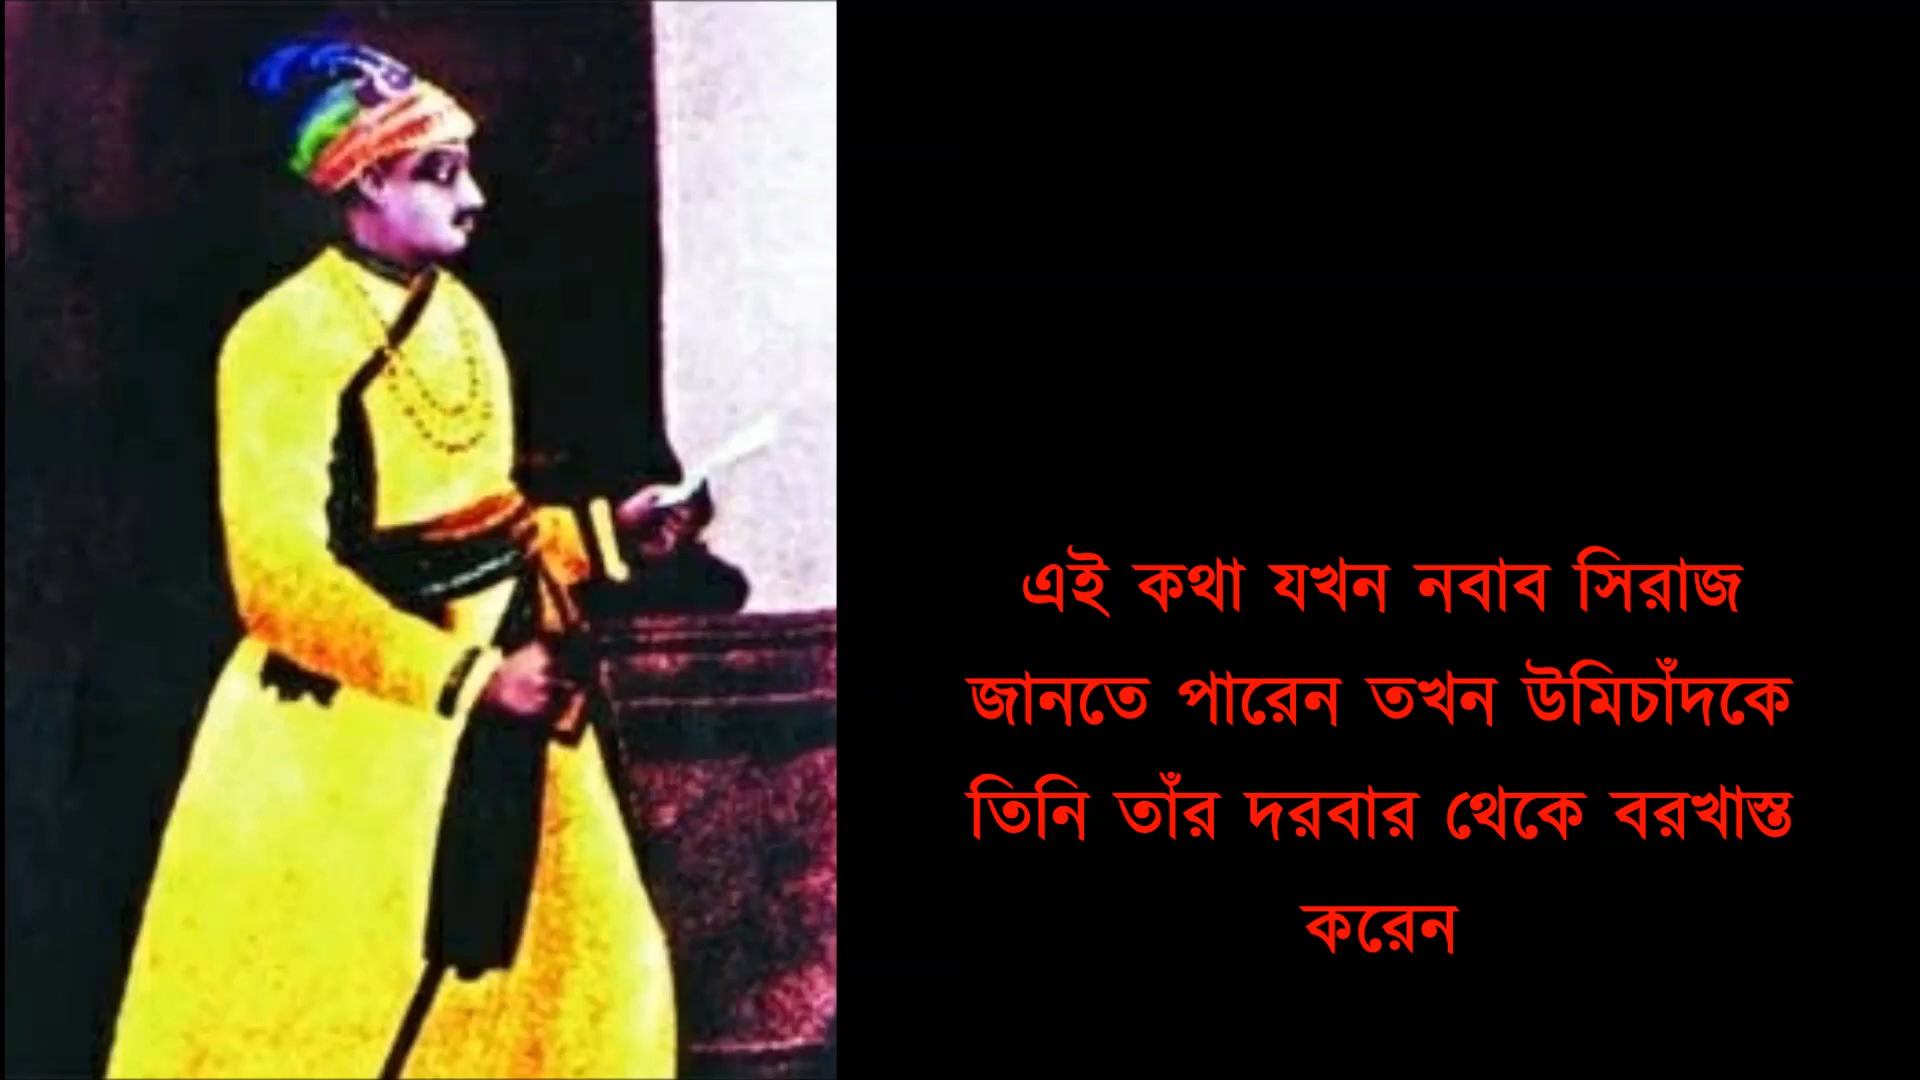 এই কথা যখন নবাব সিরাজ
জানতে পারেন তখন উমিচাঁদকে
তিনি তাঁর দরবার থেকে বরখাস্ত
করেন